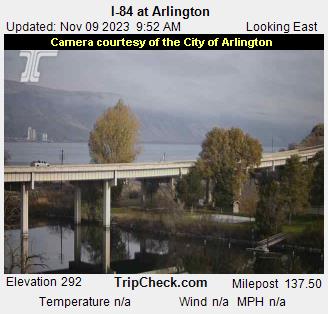 I-84 at Arlington
Updated: Nov 09 2023 9:52 AM Looking East
Camera courtesy of the City of Arlington
Elevation 292 TripCheck.com Milepost 137.50
Temperature n/a Wind n/a MPH n/a